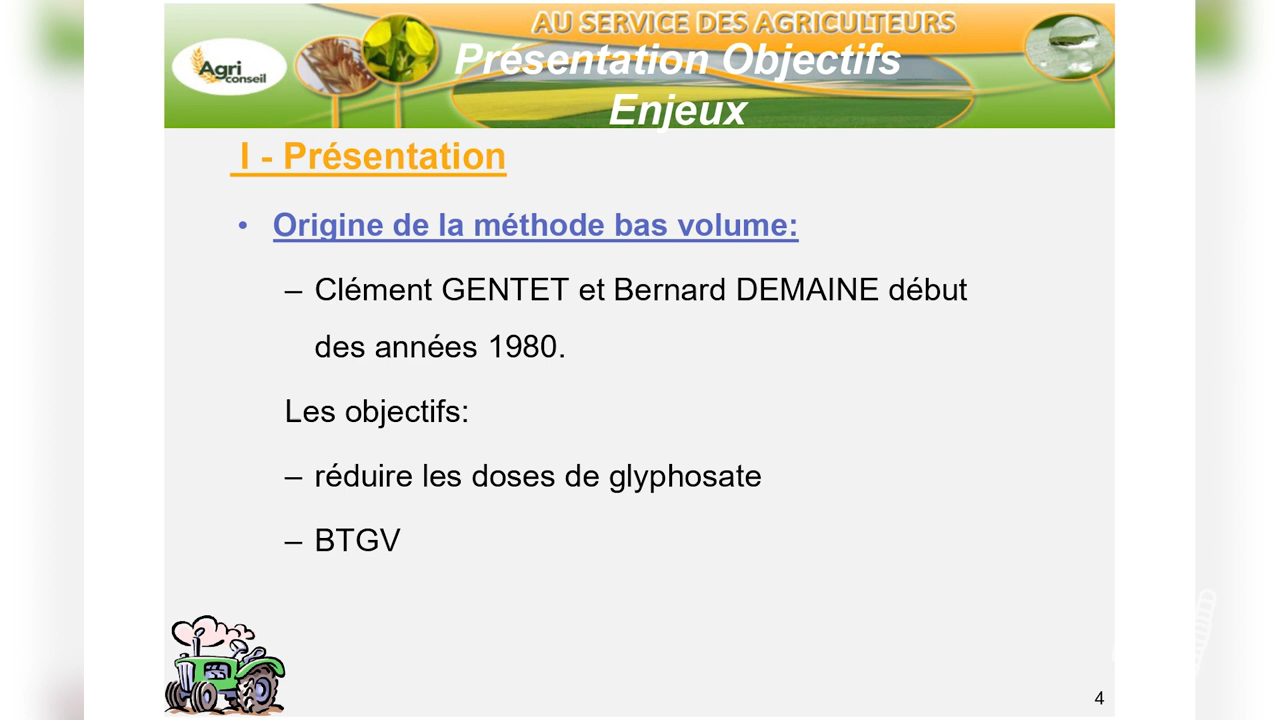 AU SERVICE DES AGRICULTEURS
Agri
conseil
Présentation Objectifs
Enjeux
I - Présentation
• Origine de la méthode bas volume:
– Clément GENTET et Bernard DEMAINE début
des années 1980.
Les objectifs:
– réduire les doses de glyphosate
– BTGV
4